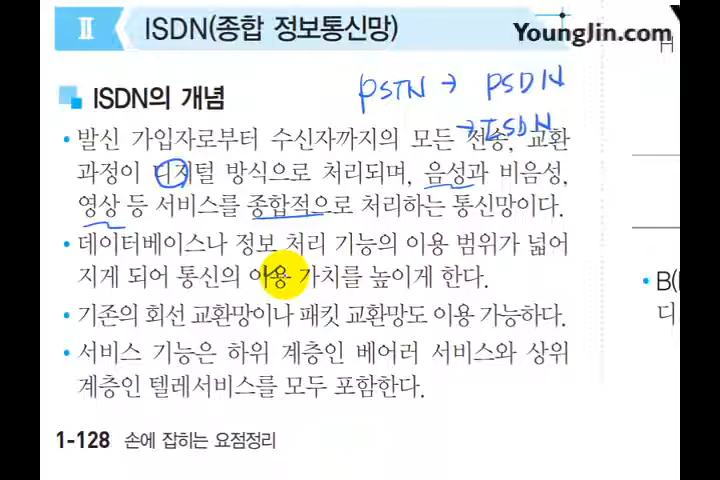 Ⅱ ISDN(종합 정보통신망)
YoungJin.com
H
ISDN의 개념
PSTN → PSDN
→ ISDN
• 발신 가입자로부터 수신자까지의 모든 전송, 교환
과정이 디지털 방식으로 처리되며, 음성과 비음성,
영상 등 서비스를 종합적으로 처리하는 통신망이다.
• 데이터베이스나 정보 처리 기능의 이용 범위가 넓어
지게 되어 통신의 이용 가치를 높이게 한다.
• B(
디
• 기존의 회선 교환망이나 패킷 교환망도 이용 가능하다.
• 서비스 기능은 하위 계층인 베어러 서비스와 상위
계층인 텔레서비스를 모두 포함한다.
1-128 손에 잡히는 요점정리